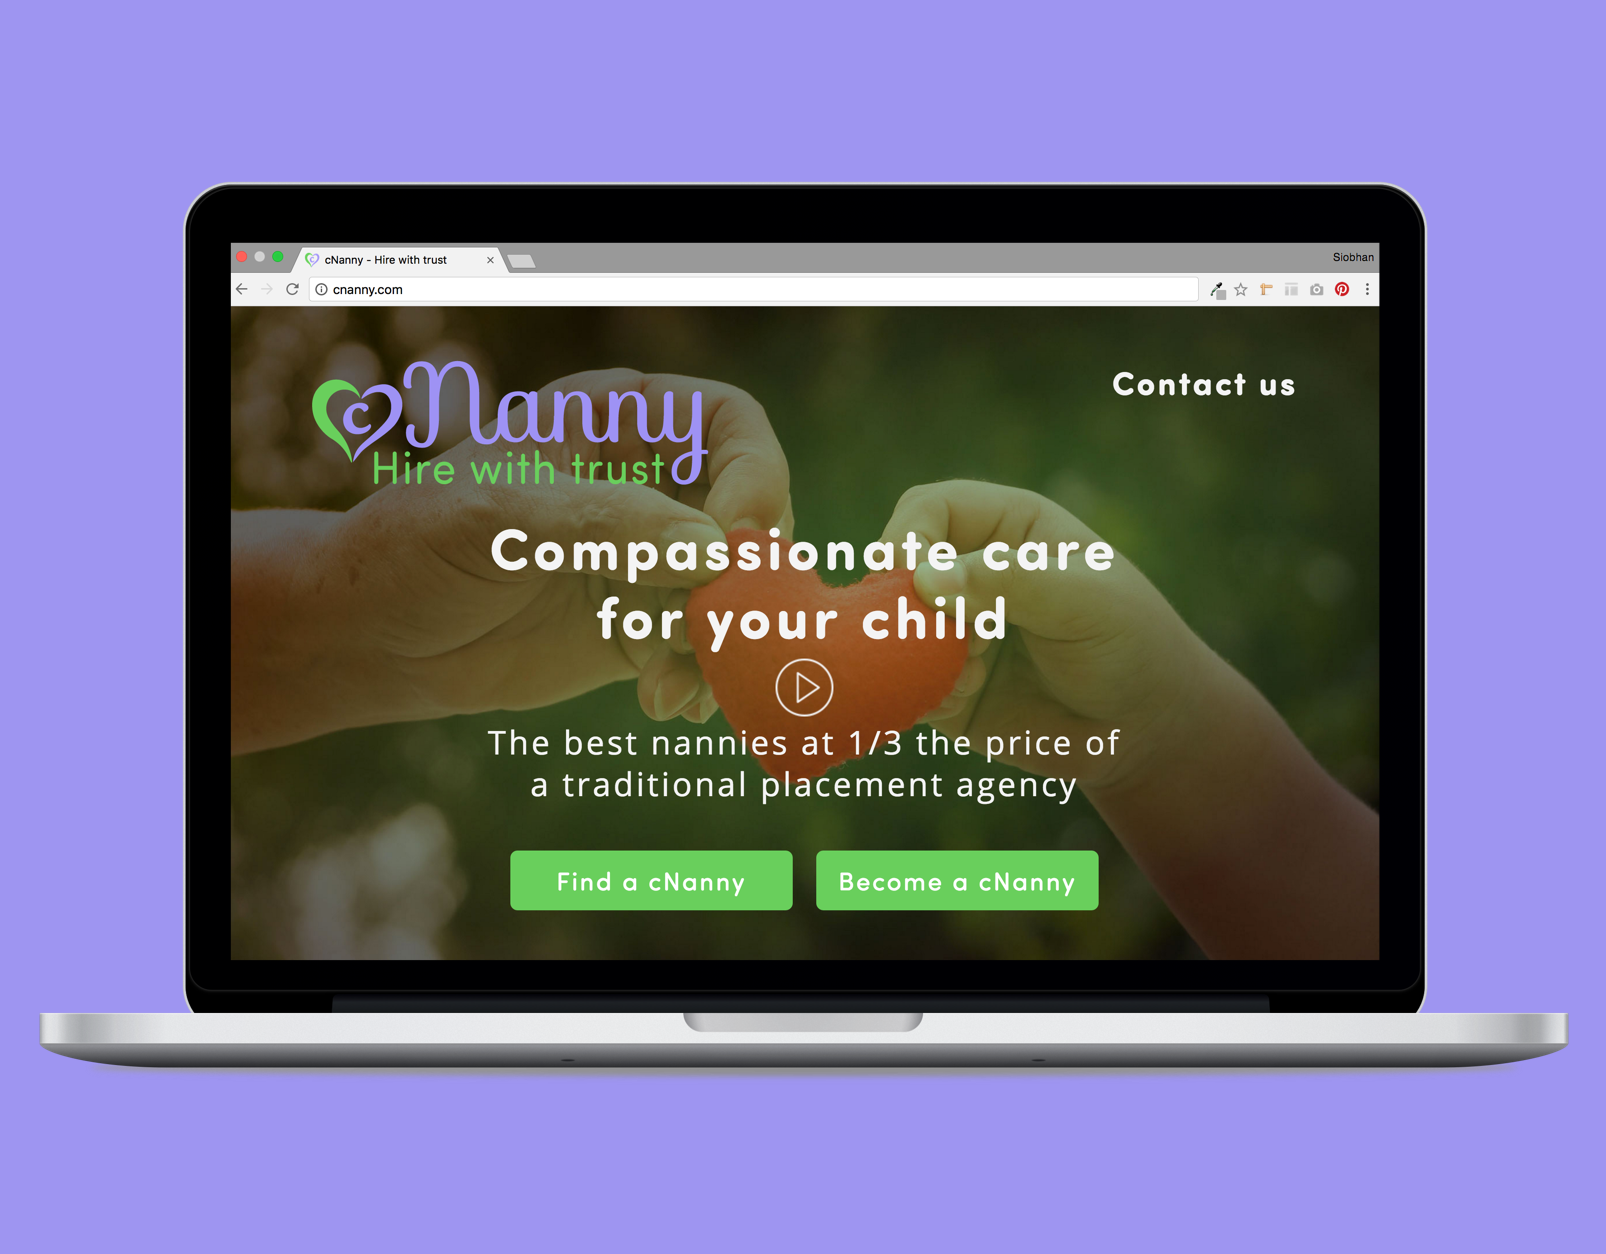 cNanny - Hire with trust
Siobhan
cnanny.com
cNanny
Hire with trust
Contact us
Compassionate care
for your child
The best nannies at 1/3 the price of
a traditional placement agency
Find a cNanny
Become a cNanny